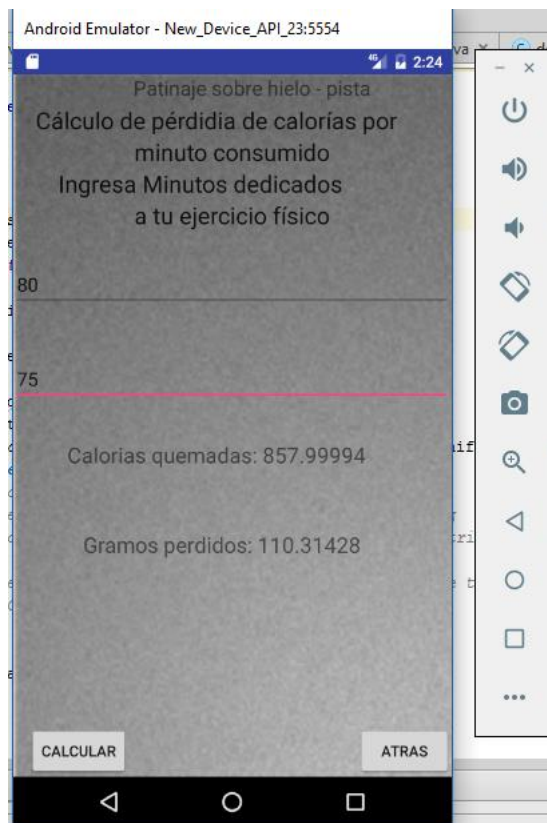 Android Emulator - New_Device_API_23:5554
4G 2:24
Patinaje sobre hielo - pista
Cálculo de pérdidia de calorías por
minuto consumido
Ingresa Minutos dedicados
a tu ejercicio físico
80
75
Calorias quemadas: 857.99994
Gramos perdidos: 110.31428
CALCULAR
ATRAS